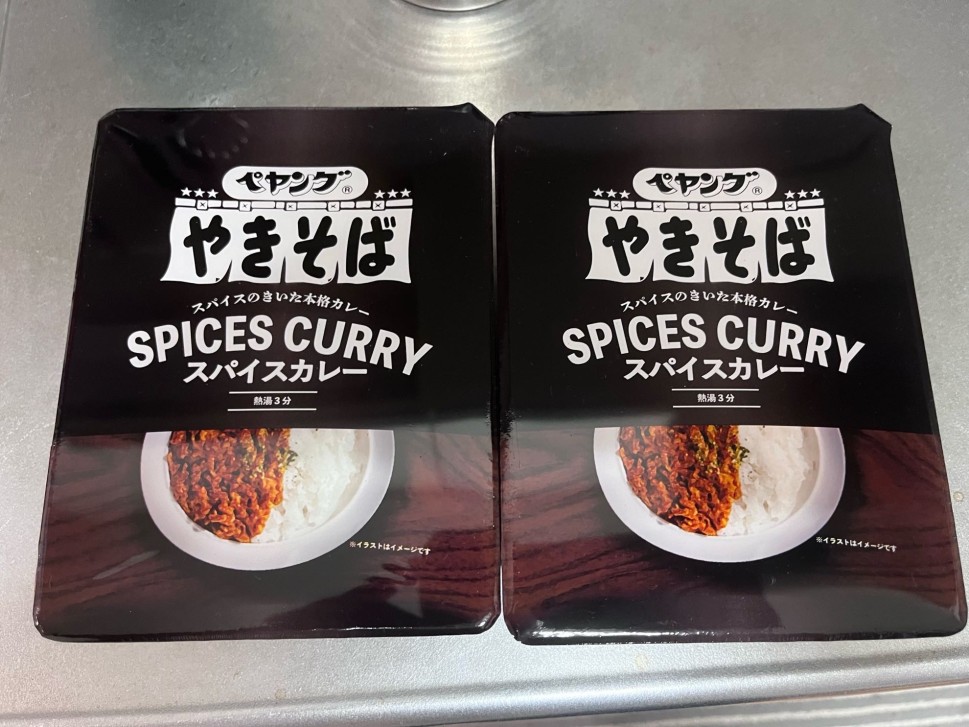 ペヤング®
やきそば
スパイスのきいた本格カレー
SPICES CURRY
スパイスカレー
熱湯3分
※イラストはイメージです
ペヤング®
やきそば
スパイスのきいた本格カレー
SPICES CURRY
スパイスカレー
熱湯3分
※イラストはイメージです